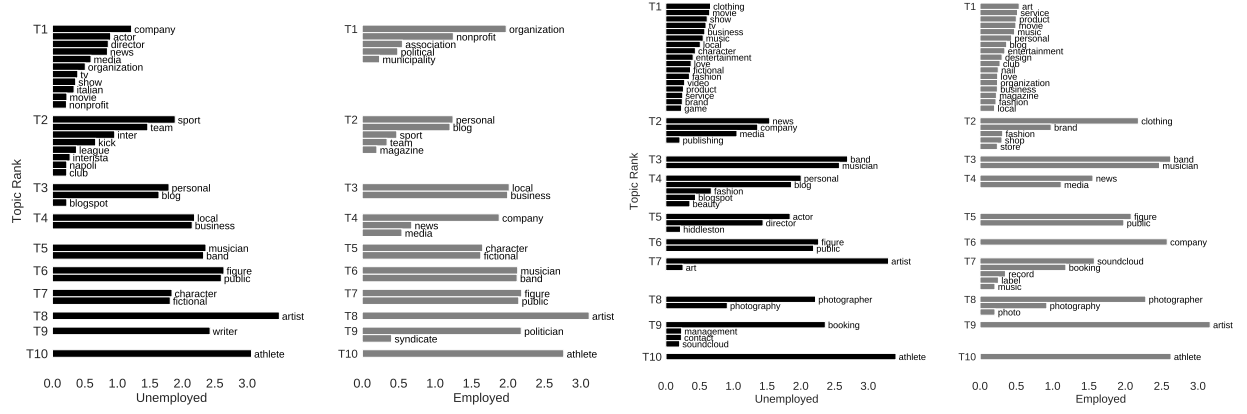 T1
company
actor
director
news
media
organization
tv
show
italian
movie
nonprofit
T2
sport
team
inter
kick
league
interista
napoli
club
T3
personal
blog
blogspot
T4
local
business
T5
musician
band
T6
figure
public
T7
character
fictional
T8
artist
T9
writer
T10
athlete
Topic Rank
0.0 0.5 1.0 1.5 2.0 2.5 3.0
Unemployed
T1
organization
nonprofit
association
political
municipality
T2
personal
blog
sport
team
magazine
T3
local
business
T4
company
news
media
T5
character
fictional
T6
musician
band
T7
figure
public
T8
artist
T9
politician
syndicate
T10
athlete
0.0 0.5 1.0 1.5 2.0 2.5 3.0
Employed
T1
clothing
movie
show
tv
business
music
local
character
entertainment
love
fictional
fashion
video
product
service
brand
game
T2
news
company
media
publishing
T3
band
musician
T4
personal
blog
fashion
blogspot
beauty
T5
actor
director
hiddleston
T6
figure
public
T7
artist
art
T8
photographer
photography
T9
booking
management
contact
soundcloud
T10
athlete
Topic Rank
0.0 0.5 1.0 1.5 2.0 2.5 3.0
Unemployed
T1
art
service
product
movie
music
personal
blog
entertainment
design
club
nail
love
organization
business
magazine
fashion
local
T2
clothing
brand
fashion
shop
store
T3
band
musician
T4
news
media
T5
figure
public
T6
company
T7
soundcloud
booking
record
label
music
T8
photographer
photography
photo
T9
artist
T10
athlete
0.0 0.5 1.0 1.5 2.0 2.5 3.0
Employed